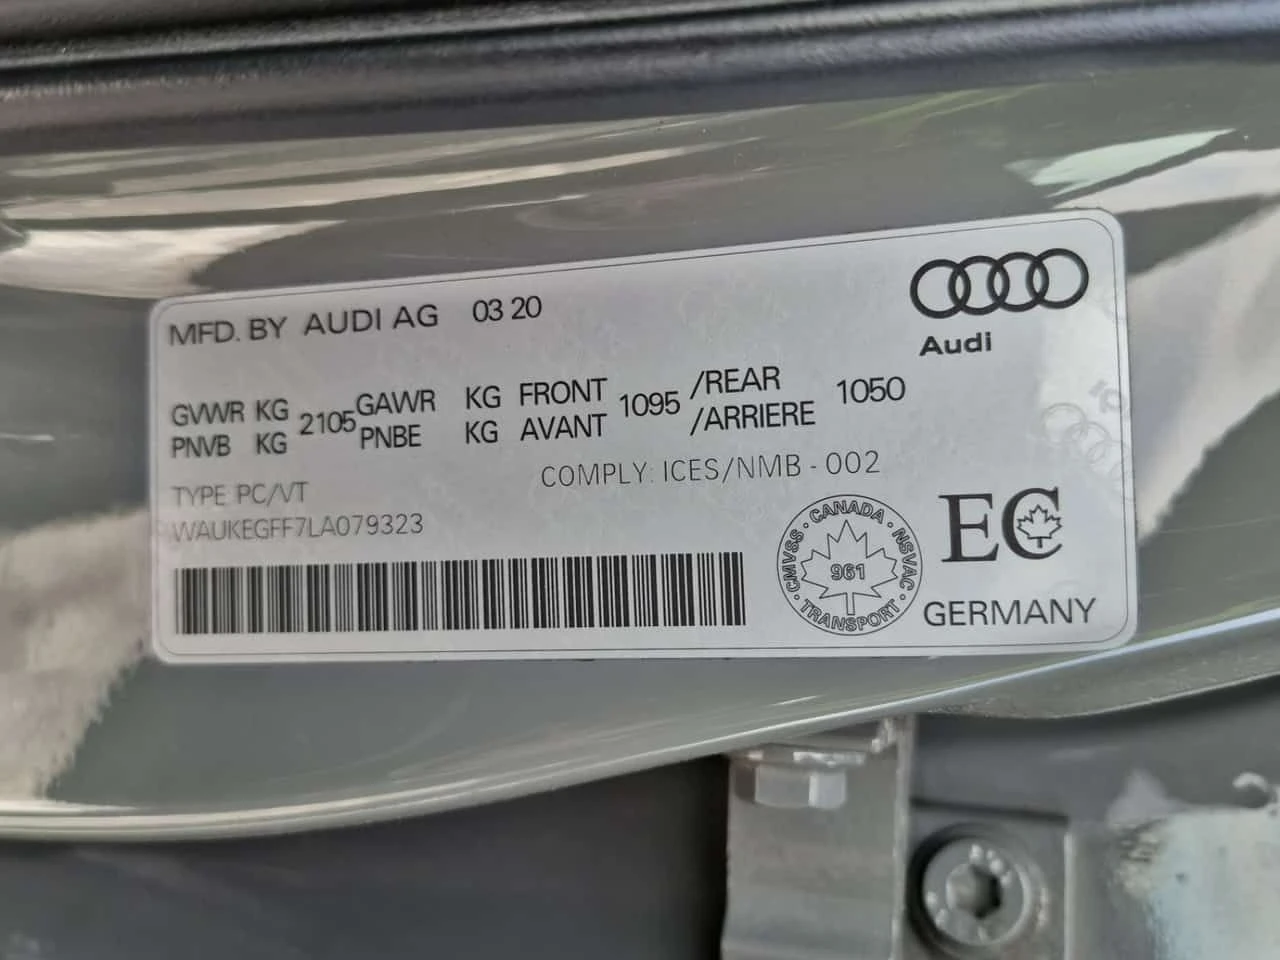 MFD. BY AUDI AG 03 20
Audi
GVWR KG 2105 GAWR KG FRONT 1095 /REAR 1050
PNVB KG PNBE KG AVANT /ARRIERE
COMPLY: ICES/NMB - 002
TYPE: PC/VT
WAUKEGFF7LA079323
CANADA
CMVSS · NSVAC
961
TRANSPORT
EC
GERMANY